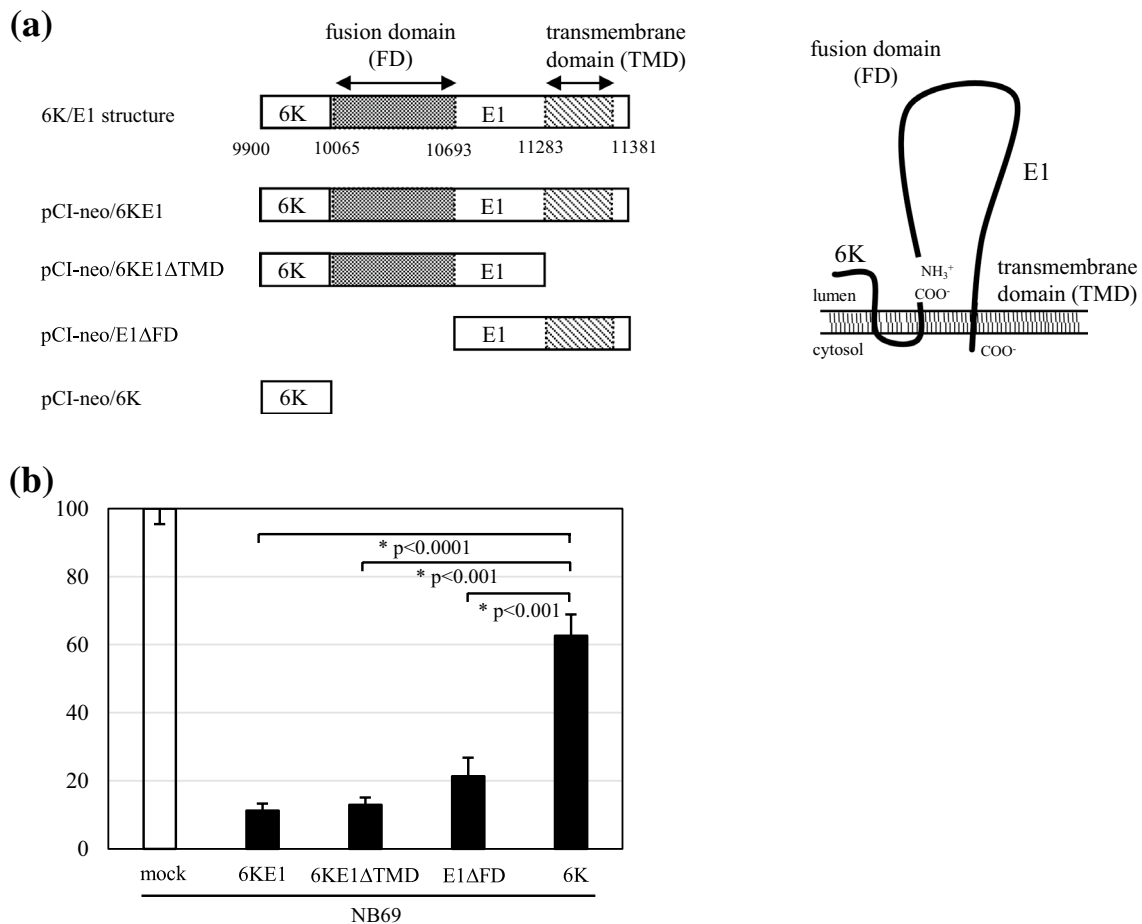 (a)
fusion domain
(FD)
transmembrane
domain (TMD)
6K/E1 structure
6K
E1
9900
10065
10693
11283
11381
pCI-neo/6KE1
6K
E1
pCI-neo/6KE1ΔTMD
6K
E1
pCI-neo/E1ΔFD
E1
pCI-neo/6K
6K
fusion domain
(FD)
E1
6K
NH₃⁺
COO⁻
transmembrane
domain (TMD)
lumen
cytosol
COO⁻
(b)
100
80
60
40
20
0
* p<0.0001
* p<0.001
* p<0.001
mock
6KE1
6KE1ΔTMD
E1ΔFD
6K
NB69